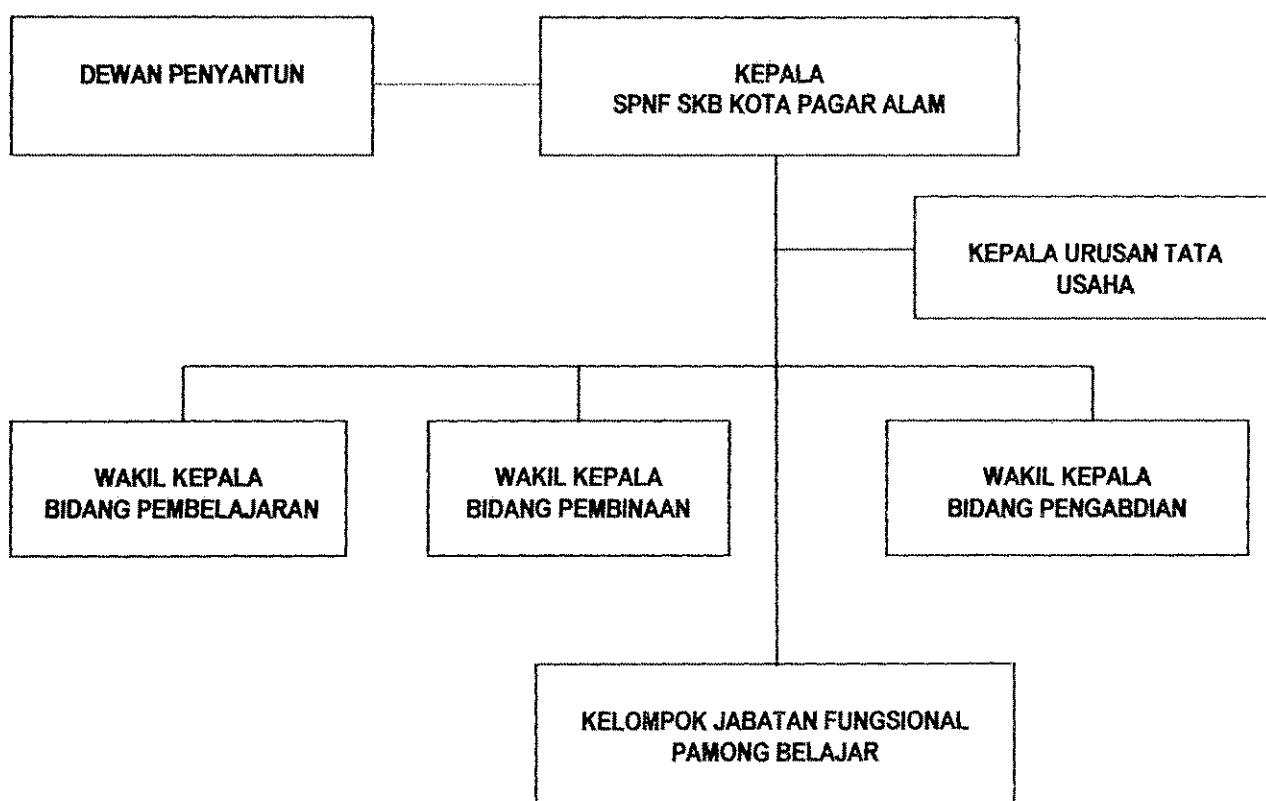 DEWAN PENYANTUN
KEPALA
SPNF SKB KOTA PAGAR ALAM
KEPALA URUSAN TATA
USAHA
WAKIL KEPALA
BIDANG PEMBELAJARAN
WAKIL KEPALA
BIDANG PEMBINAAN
WAKIL KEPALA
BIDANG PENGABDIAN
KELOMPOK JABATAN FUNGSIONAL
PAMONG BELAJAR